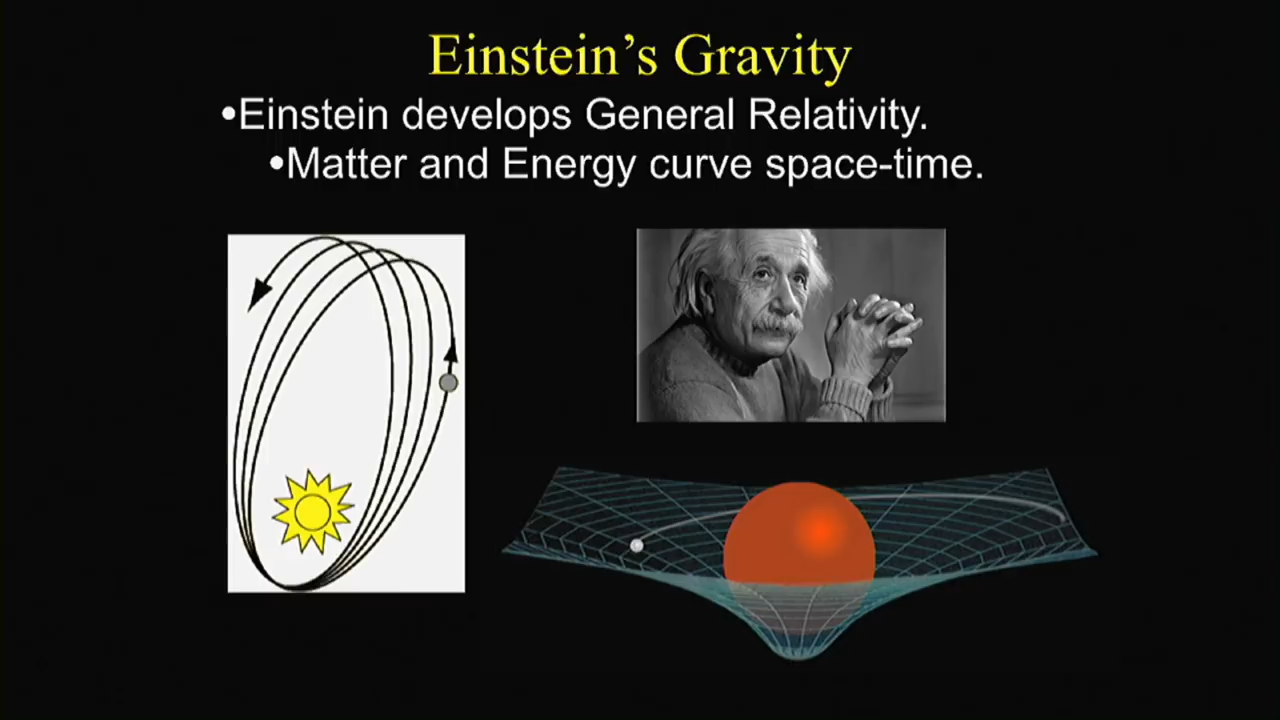 Einstein’s Gravity
•Einstein develops General Relativity.
•Matter and Energy curve space-time.